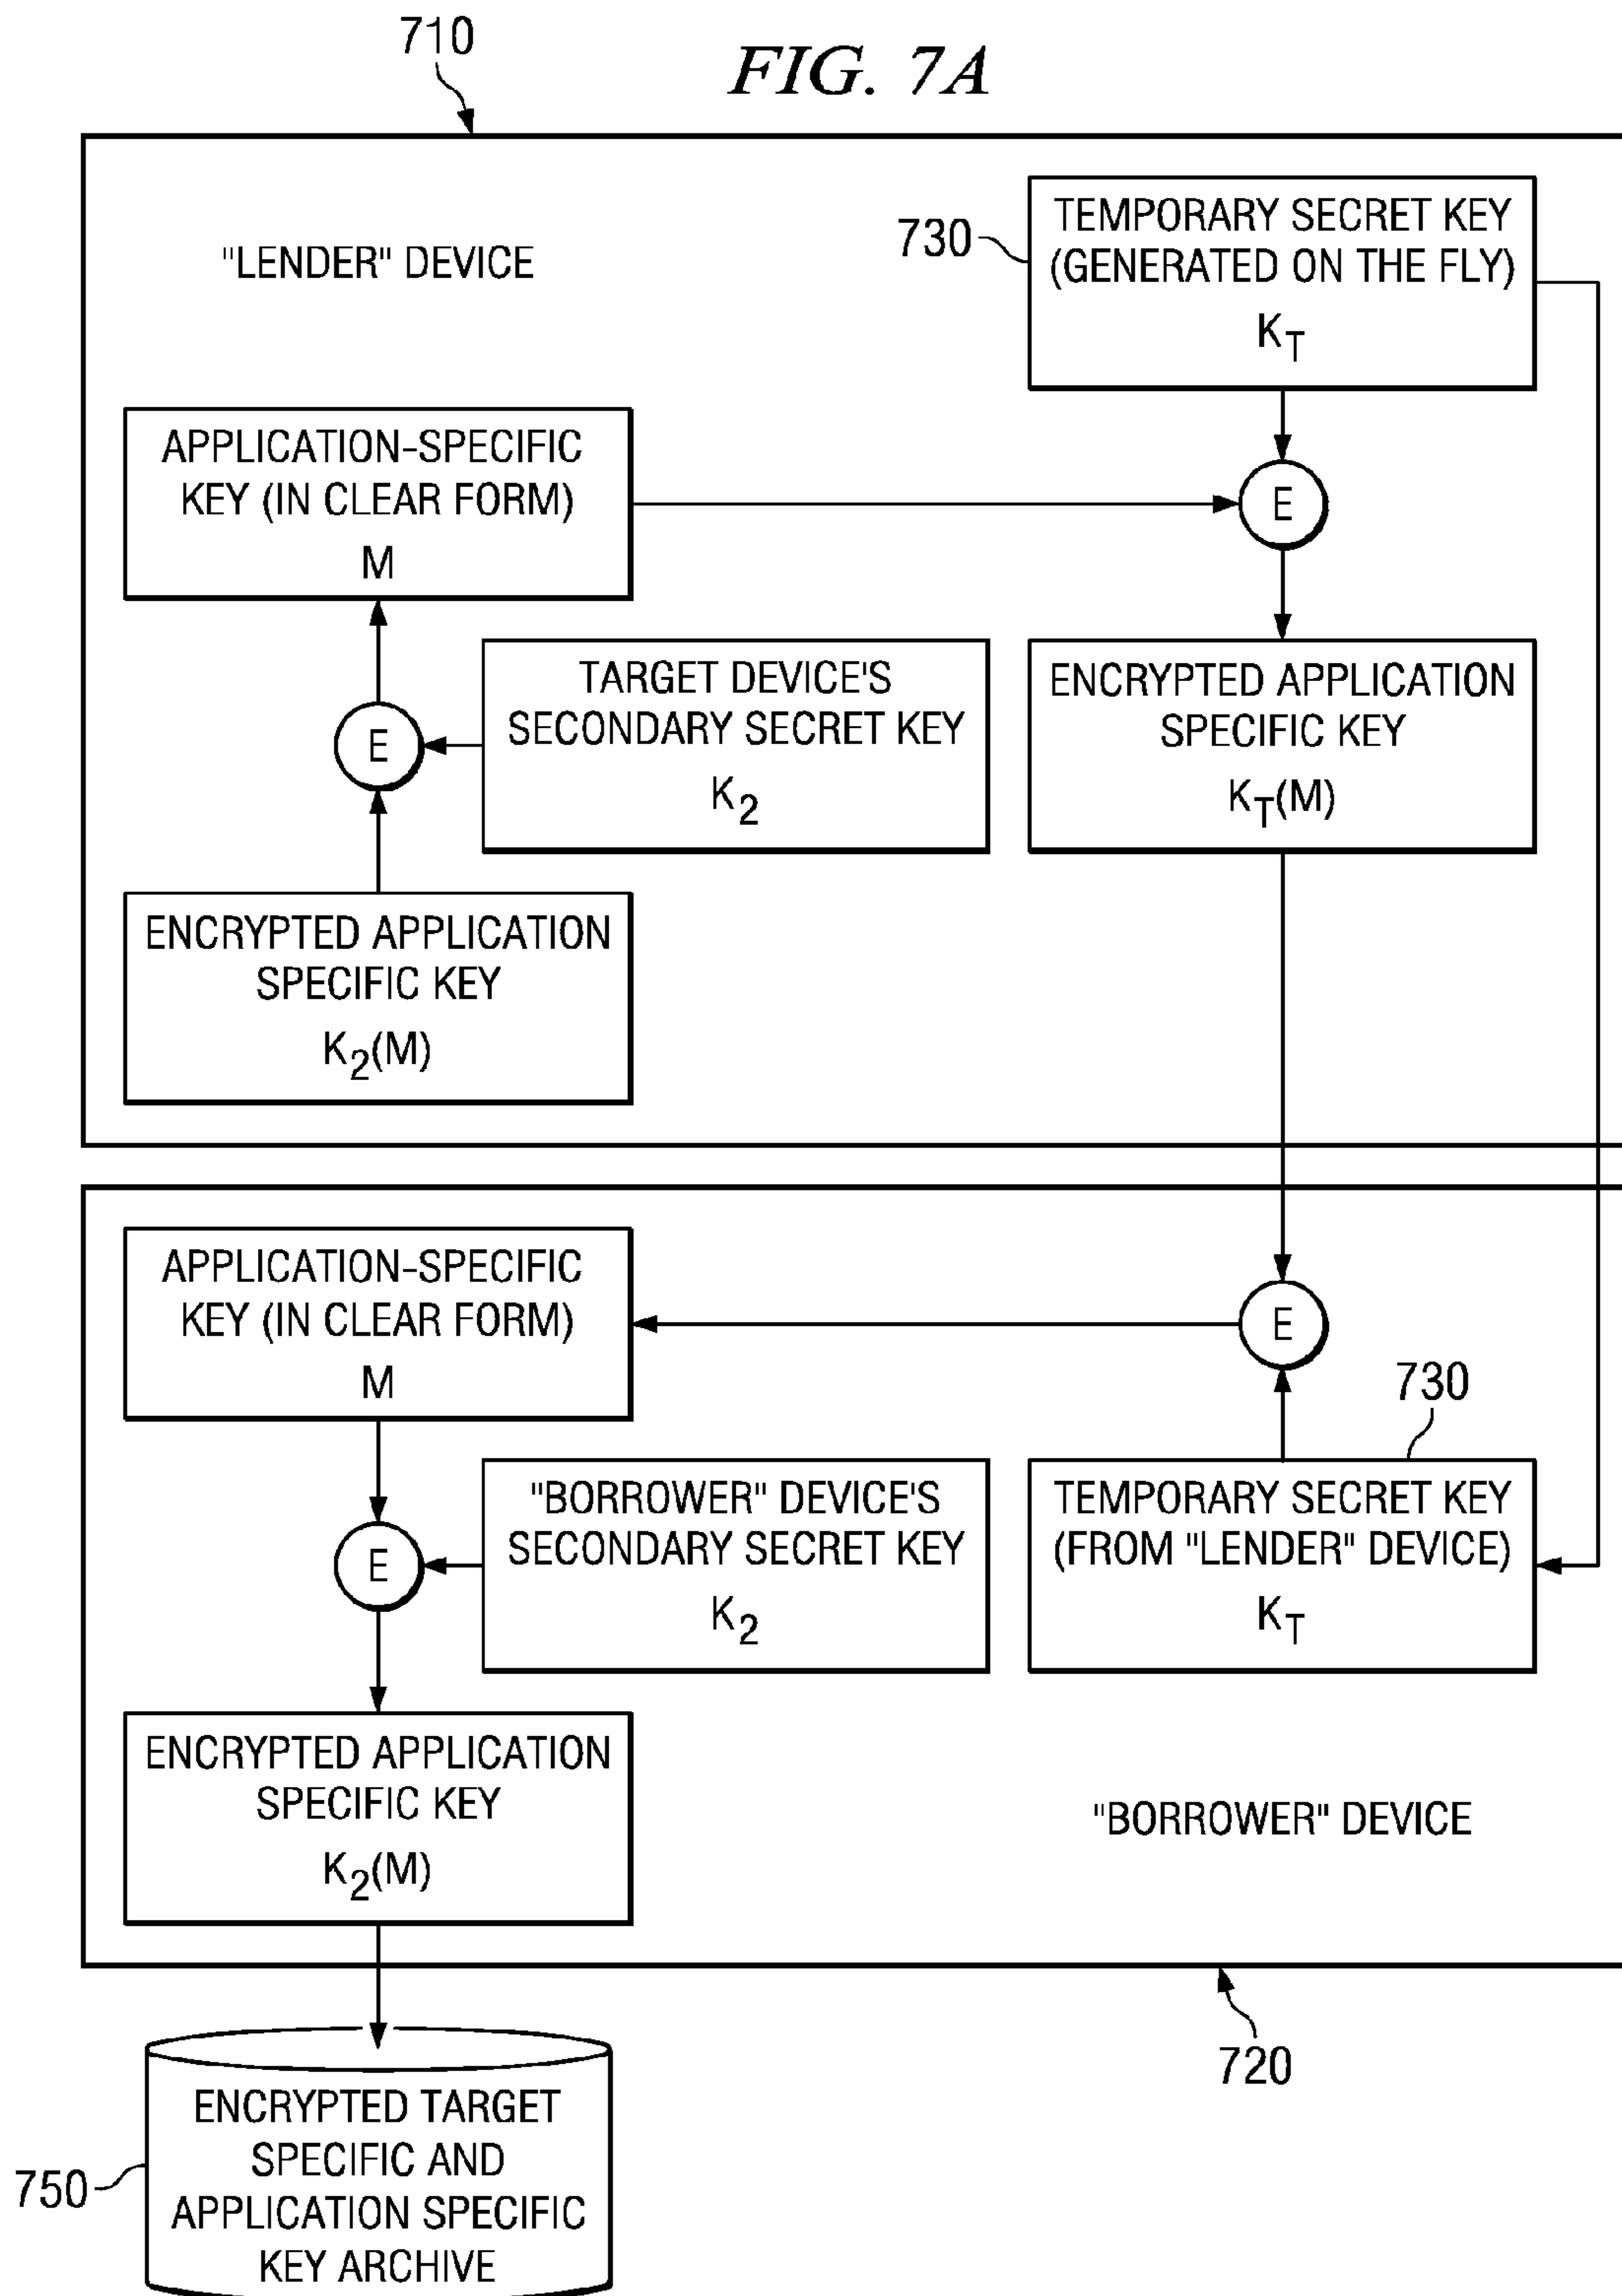 710
FIG. 7A
"LENDER" DEVICE
730
TEMPORARY SECRET KEY
(GENERATED ON THE FLY)
K_T
APPLICATION-SPECIFIC
KEY (IN CLEAR FORM)
M
E
TARGET DEVICE'S
SECONDARY SECRET KEY
K₂
E
ENCRYPTED APPLICATION
SPECIFIC KEY
K_T(M)
ENCRYPTED APPLICATION
SPECIFIC KEY
K₂(M)
APPLICATION-SPECIFIC
KEY (IN CLEAR FORM)
M
E
730
"BORROWER" DEVICE'S
SECONDARY SECRET KEY
K₂
E
TEMPORARY SECRET KEY
(FROM "LENDER" DEVICE)
K_T
ENCRYPTED APPLICATION
SPECIFIC KEY
K₂(M)
"BORROWER" DEVICE
720
750
ENCRYPTED TARGET
SPECIFIC AND
APPLICATION SPECIFIC
KEY ARCHIVE